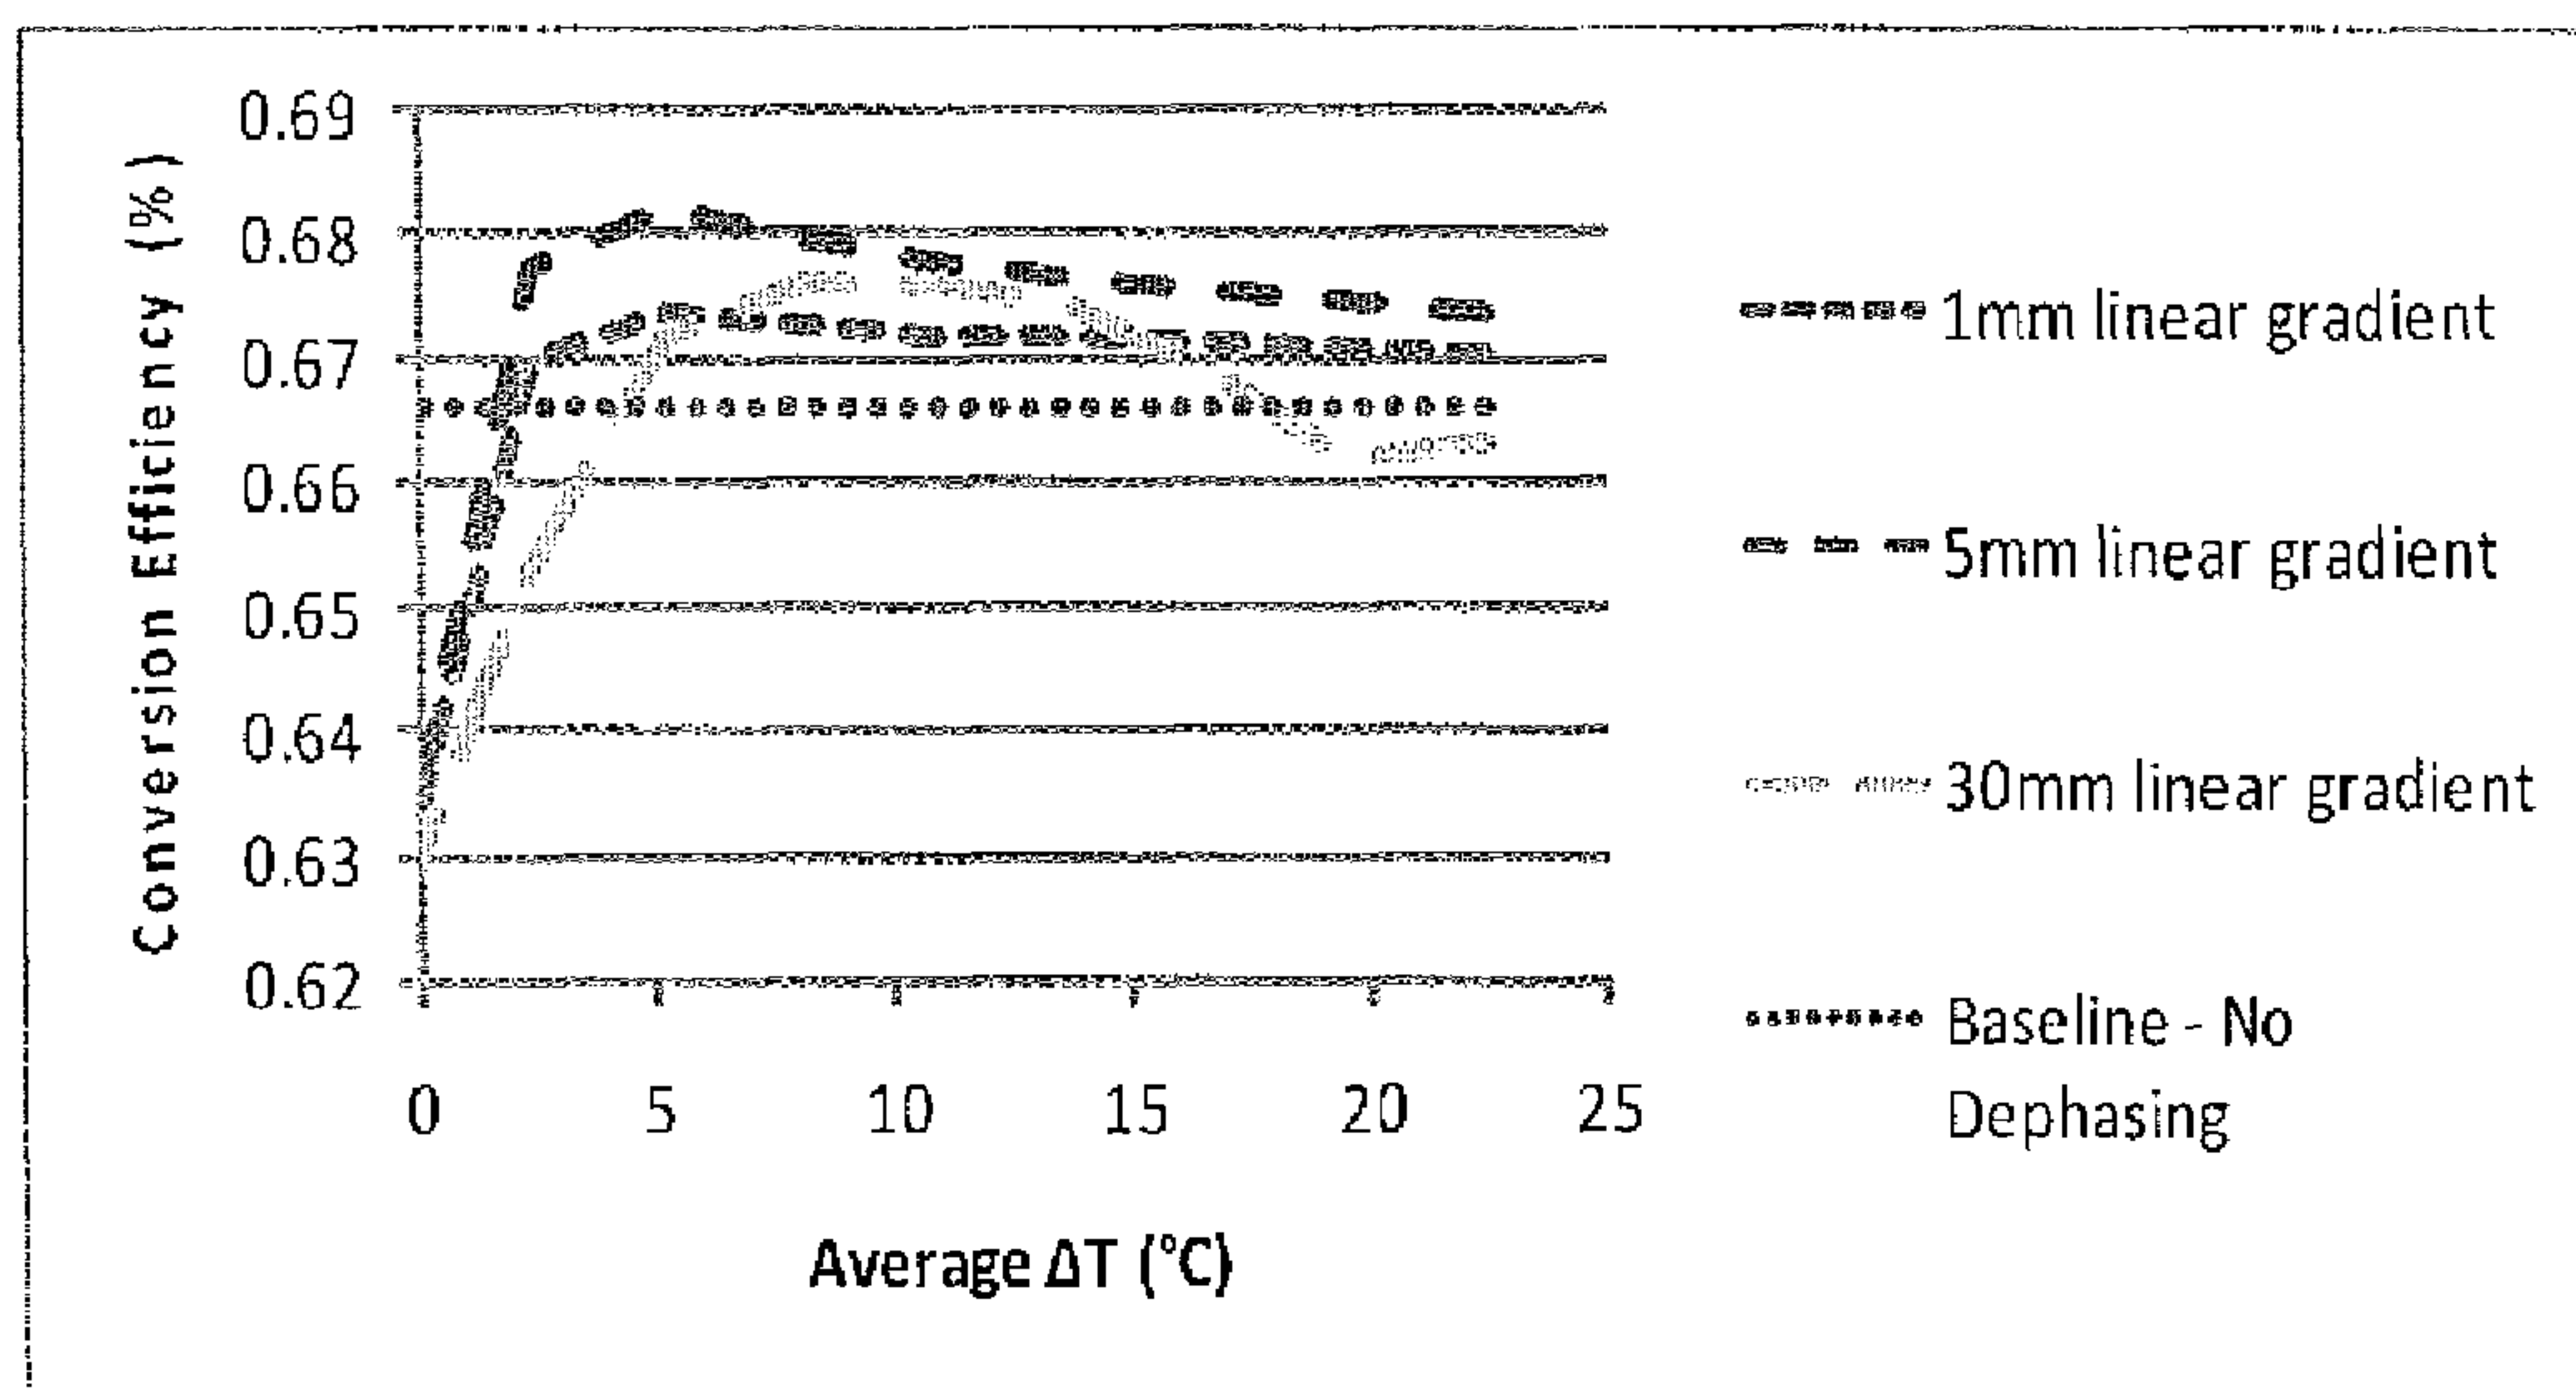 Conversion Efficiency (%)
0.69
0.68
0.67
0.66
0.65
0.64
0.63
0.62
0 5 10 15 20 25
Average ΔT (°C)
1mm linear gradient
5mm linear gradient
30mm linear gradient
Baseline - No
Dephasing